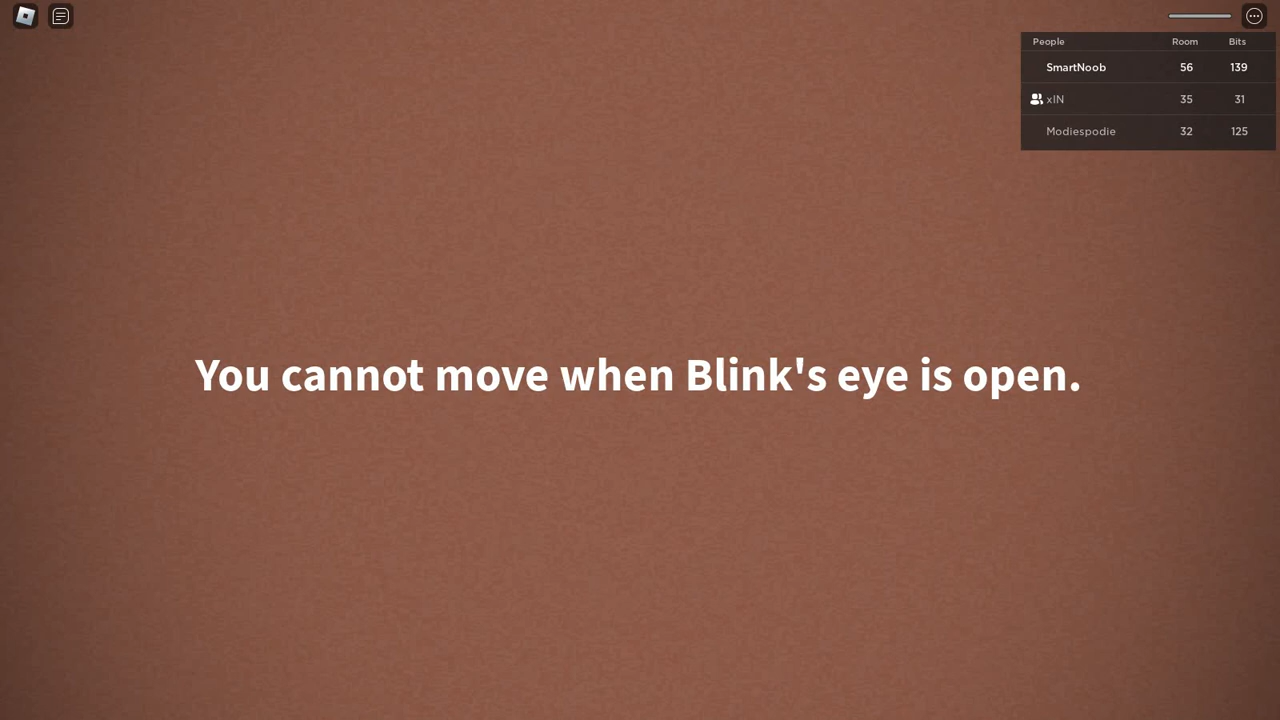 People Room Bits
SmartNoob 56 139
xIN 35 31
Modiespodie 32 125
You cannot move when Blink's eye is open.